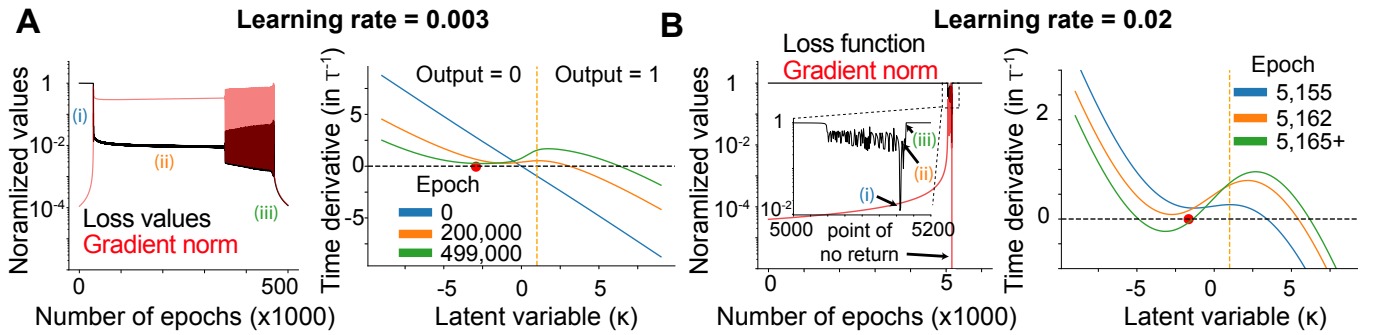 A
Learning rate = 0.003
Noramlized values
1
10⁻²
10⁻⁴
(i)
(ii)
(iii)
Loss values
Gradient norm
0
500
Number of epochs (x1000)
Time derivative (in τ⁻¹)
Output = 0
Output = 1
5
0
-5
Epoch
0
200,000
499,000
-5
0
5
Latent variable (κ)
B
Learning rate = 0.02
Noramlized values
Loss function
Gradient norm
1
10⁻²
10⁻⁴
1
10⁻²
(iii)
(ii)
(i)
5000
5200
point of
no return
0
5
Number of epochs (x1000)
Time derivative (in τ⁻¹)
2
0
Epoch
5,155
5,162
5,165+
-5
0
5
Latent variable (κ)